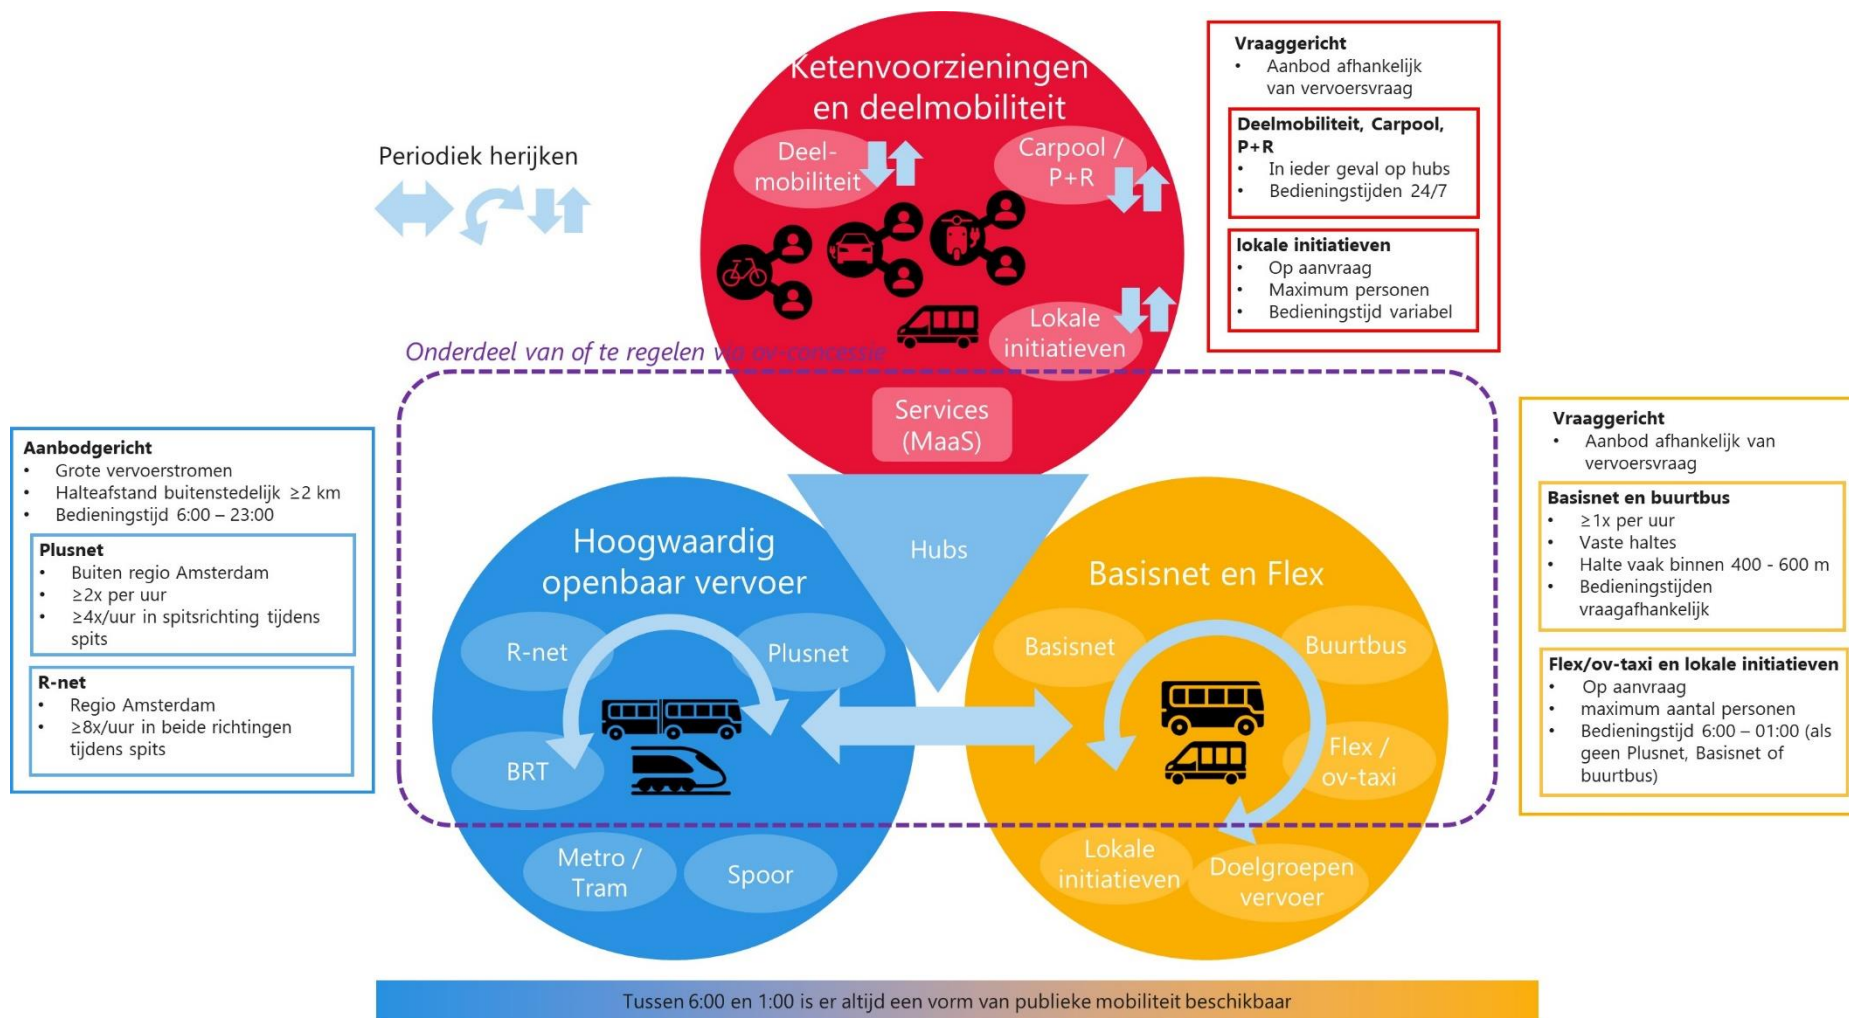 Ketenvoorzieningen
en deelmobiliteit
Deel-
mobiliteit
Carpool /
P+R
Lokale
initiatieven
Services
(MaaS)
Periodiek herijken
Onderdeel van of te regelen via ov-concessie
Vraaggericht
• Aanbod afhankelijk
van vervoersvraag
Deelmobiliteit, Carpool,
P+R
• In ieder geval op hubs
• Bedieningstijden 24/7
lokale initiatieven
• Op aanvraag
• Maximum personen
• Bedieningstijd variabel
Aanbodgericht
• Grote vervoerstromen
• Halteafstand buitenstedelijk ≥2 km
• Bedieningstijd 6:00 – 23:00
Plusnet
• Buiten regio Amsterdam
• ≥2x per uur
• ≥4x/uur in spitsrichting tijdens
spits
R-net
• Regio Amsterdam
• ≥8x/uur in beide richtingen
tijdens spits
Hoogwaardig
openbaar vervoer
R-net
Plusnet
BRT
Metro /
Tram
Spoor
Hubs
Basisnet en Flex
Basisnet
Buurtbus
Flex /
ov-taxi
Lokale
initiatieven
Doelgroepen
vervoer
Vraaggericht
• Aanbod afhankelijk van
vervoersvraag
Basisnet en buurtbus
• ≥1x per uur
• Vaste haltes
• Halte vaak binnen 400 - 600 m
• Bedieningstijden
vraagafhankelijk
Flex/ov-taxi en lokale initiatieven
• Op aanvraag
• maximum aantal personen
• Bedieningstijd 6:00 – 01:00 (als
geen Plusnet, Basisnet of
buurtbus)
Tussen 6:00 en 1:00 is er altijd een vorm van publieke mobiliteit beschikbaar